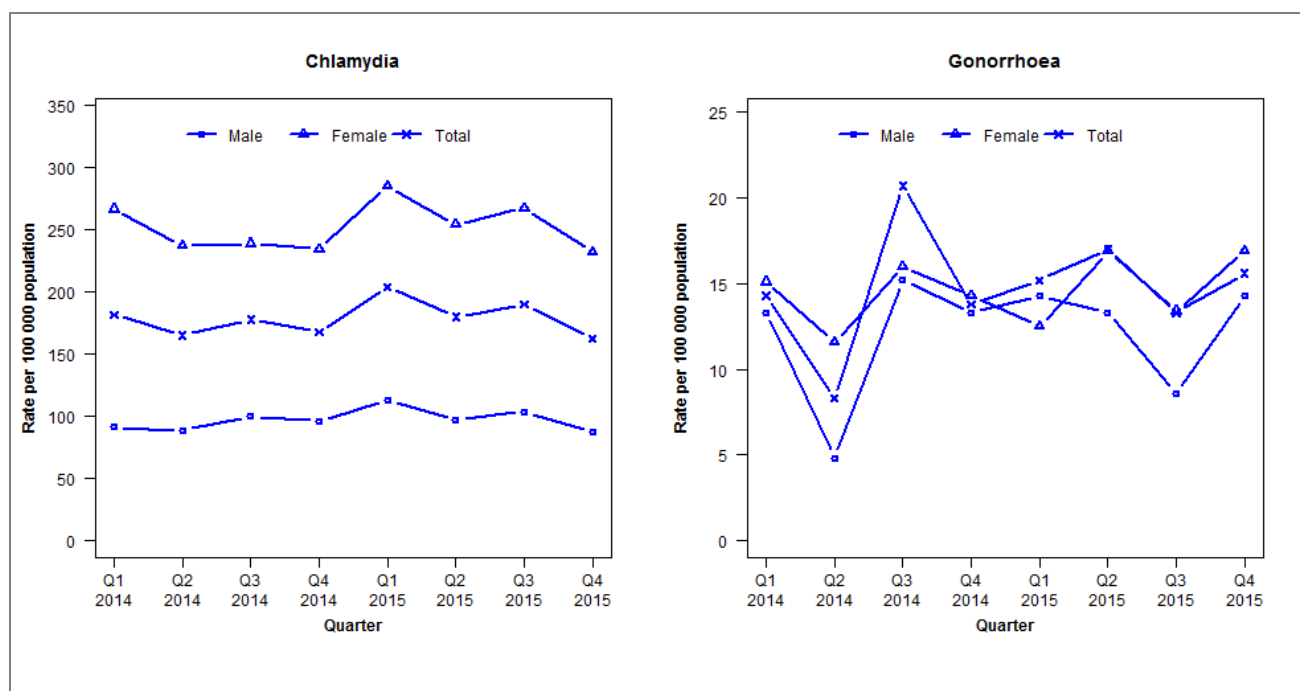 Chlamydia
Male Female Total
Rate per 100 000 population
350
300
250
200
150
100
50
0
Q1 Q2 Q3 Q4 Q1 Q2 Q3 Q4
2014 2014 2014 2014 2015 2015 2015 2015
Quarter
Gonorrhoea
Male Female Total
Rate per 100 000 population
25
20
15
10
5
0
Q1 Q2 Q3 Q4 Q1 Q2 Q3 Q4
2014 2014 2014 2014 2015 2015 2015 2015
Quarter